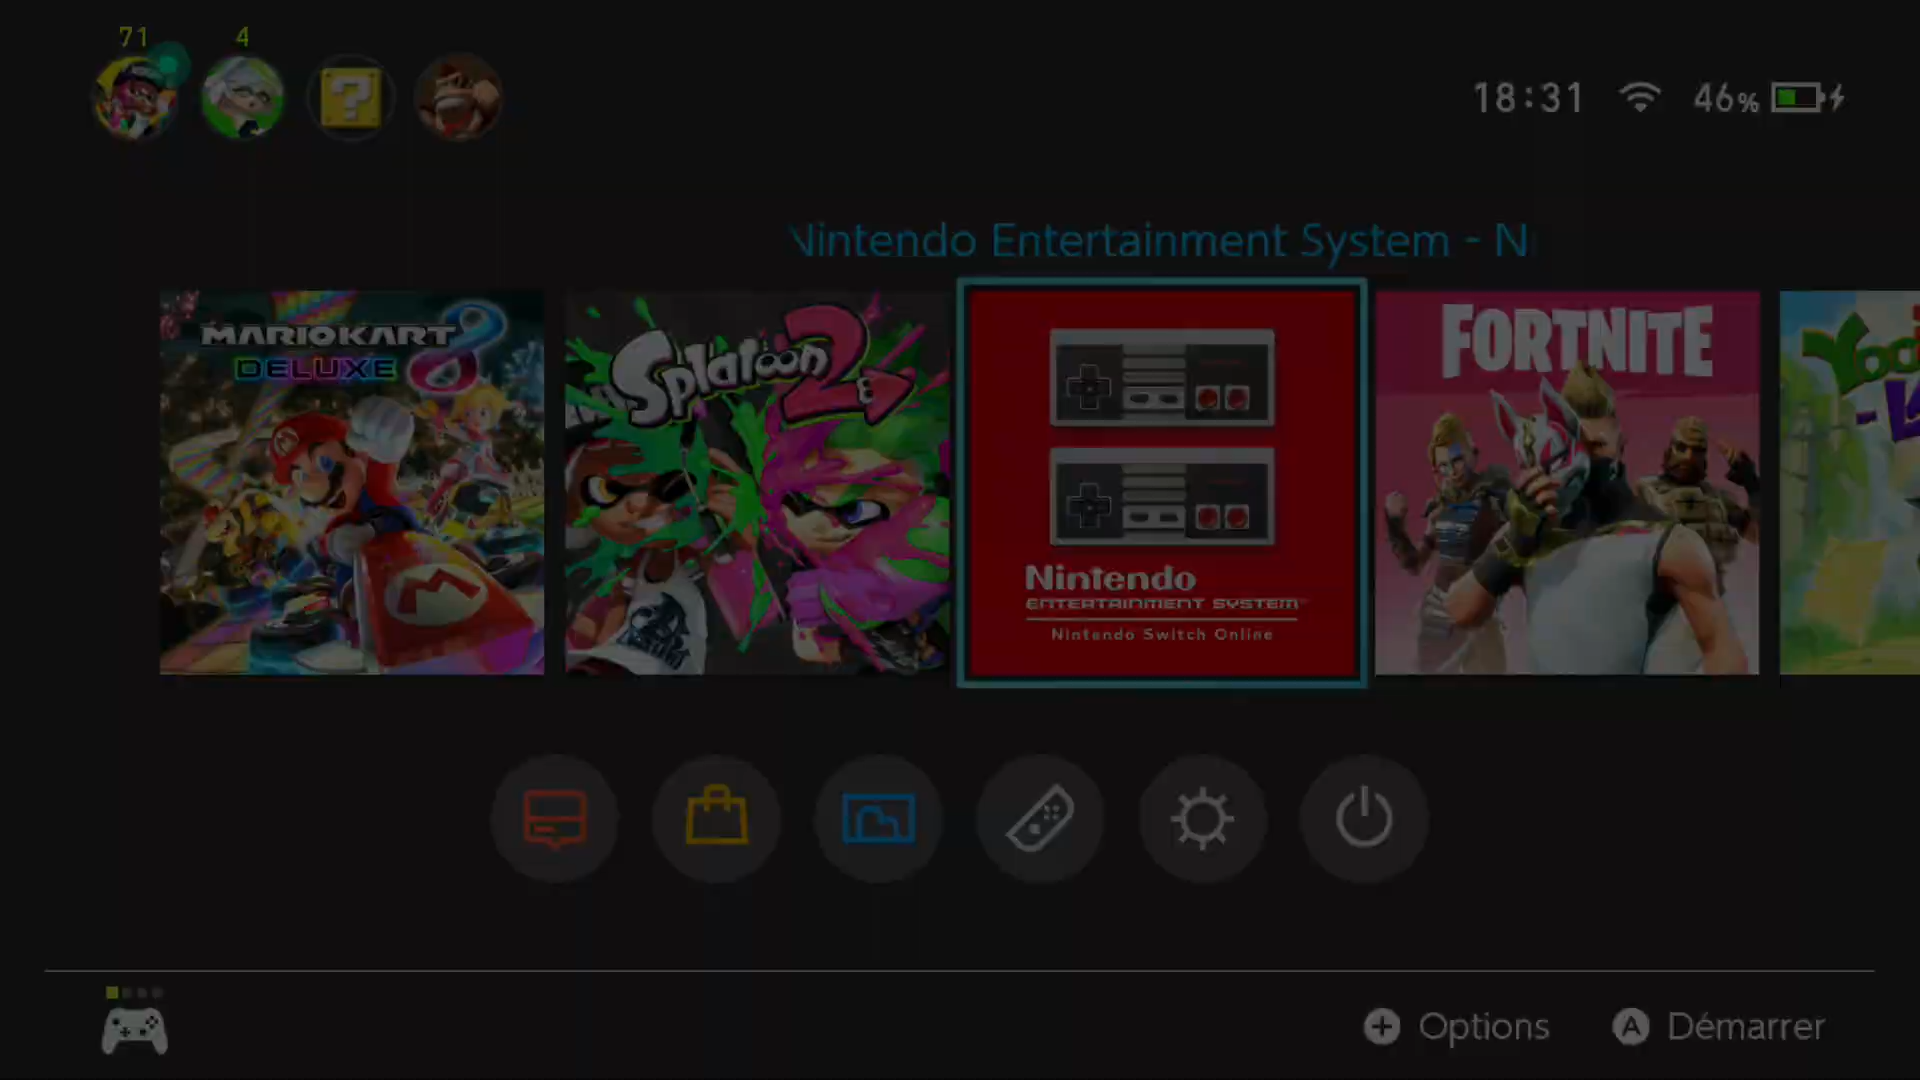 71
4
18:31
46%
Nintendo Entertainment System - N
MARIOKART 8
DELUXE
Splatoon 2
Nintendo
ENTERTAINMENT SYSTEM
Nintendo Switch Online
FORTNITE
Options
Démarrer